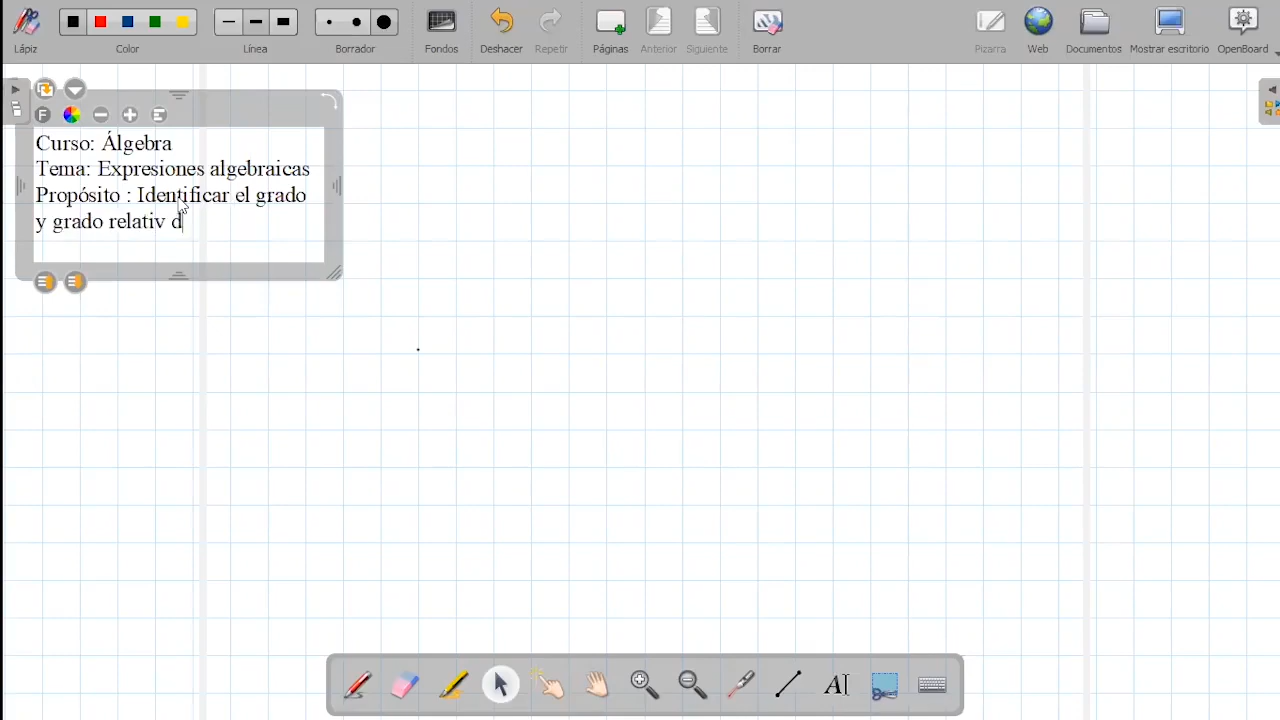 Lápiz
Color
Línea
Borrador
Fondos
Deshacer
Repetir
Páginas
Anterior
Siguiente
Borrar
Pizarra
Web
Documentos
Mostrar escritorio
OpenBoard
F
Curso: Álgebra
Tema: Expresiones algebraicas
Propósito : Identificar el grado
y grado relativ d
A